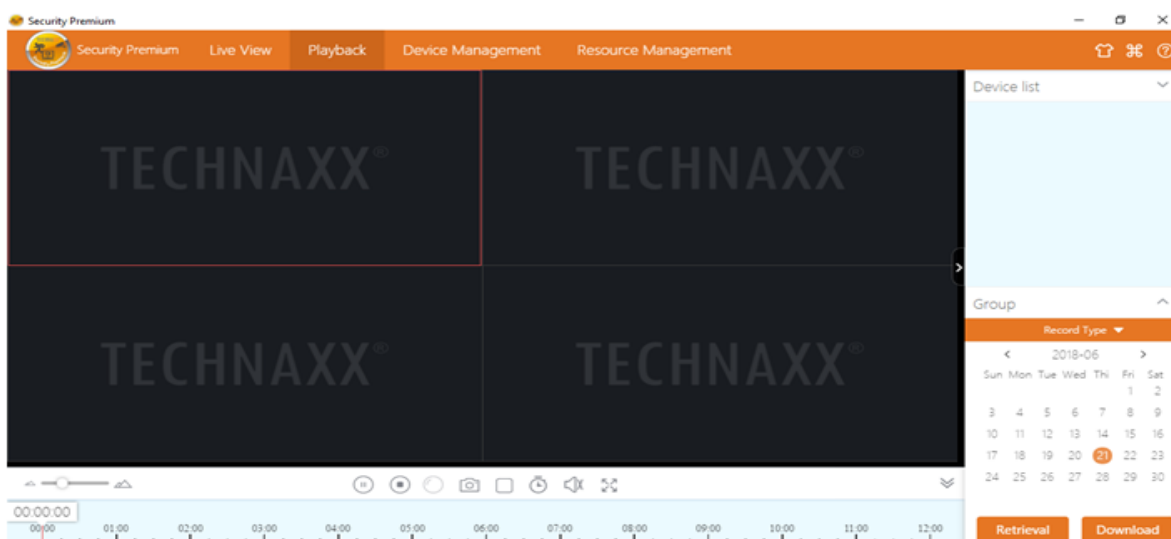 Security Premium
Security Premium Live View Playback Device Management Resource Management
Device list
TECHNAXX® TECHNAXX®
Group
Record Type
TECHNAXX® TECHNAXX®
< 2018-06 >
Sun Mon Tue Wed Thi Fri Sat
1 2
3 4 5 6 7 8 9
10 11 12 13 14 15 16
17 18 19 20 21 22 23
24 25 26 27 28 29 30
00:00:00
00:00 01:00 02:00 03:00 04:00 05:00 06:00 07:00 08:00 09:00 10:00 11:00 12:00
Retrieval Download